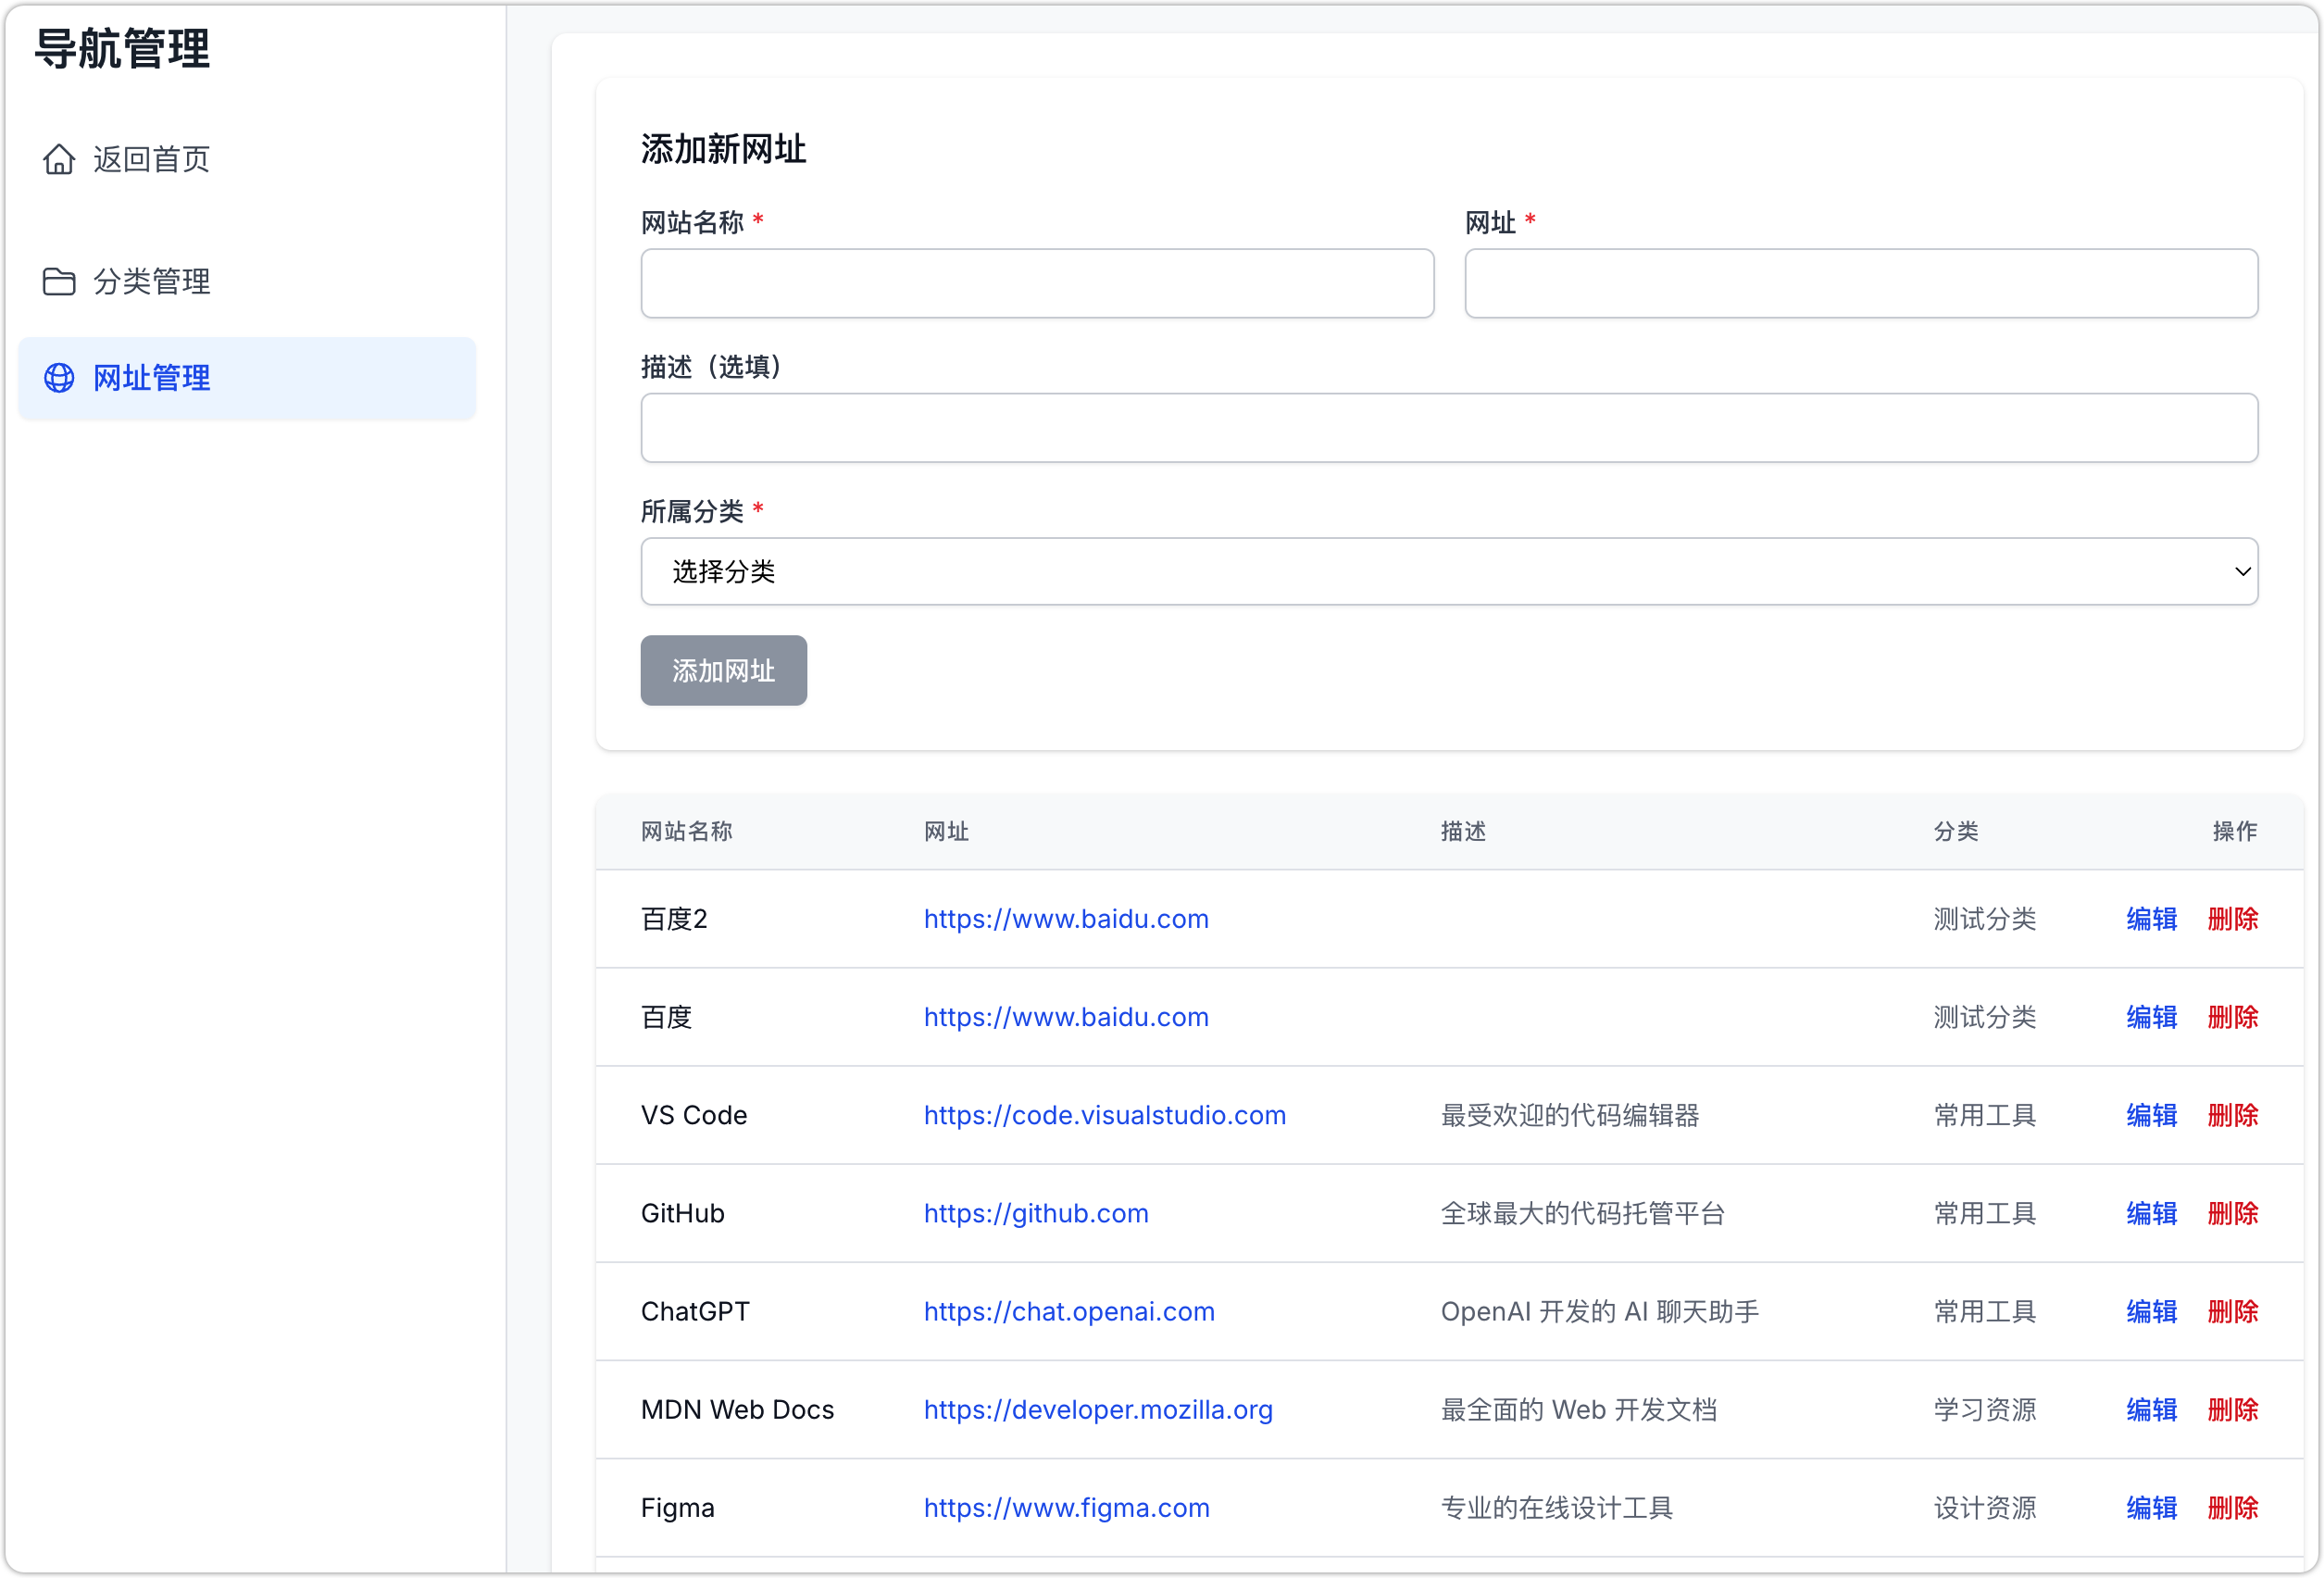 导航管理
返回首页
分类管理
网址管理
添加新网址
网站名称 * 网址 *
描述（选填）
所属分类 *
选择分类
添加网址
网站名称 网址 描述 分类 操作
百度2 https://www.baidu.com 测试分类 编辑 删除
百度 https://www.baidu.com 测试分类 编辑 删除
VS Code https://code.visualstudio.com 最受欢迎的代码编辑器 常用工具 编辑 删除
GitHub https://github.com 全球最大的代码托管平台 常用工具 编辑 删除
ChatGPT https://chat.openai.com OpenAI 开发的 AI 聊天助手 常用工具 编辑 删除
MDN Web Docs https://developer.mozilla.org 最全面的 Web 开发文档 学习资源 编辑 删除
Figma https://www.figma.com 专业的在线设计工具 设计资源 编辑 删除